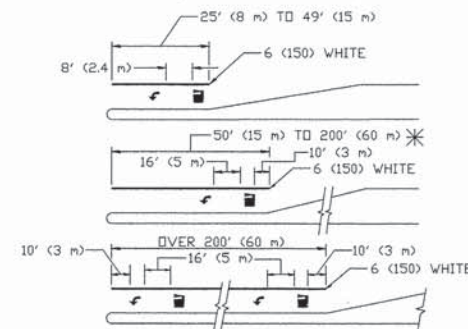 25' (8 m) TO 49' (15 m)
6 (150) WHITE
8' (2.4 m)
50' (15 m) TO 200' (60 m) *
16' (5 m)
10' (3 m)
6 (150) WHITE
OVER 200' (60 m)
10' (3 m)
16' (5 m)
10' (3 m)
6 (150) WHITE